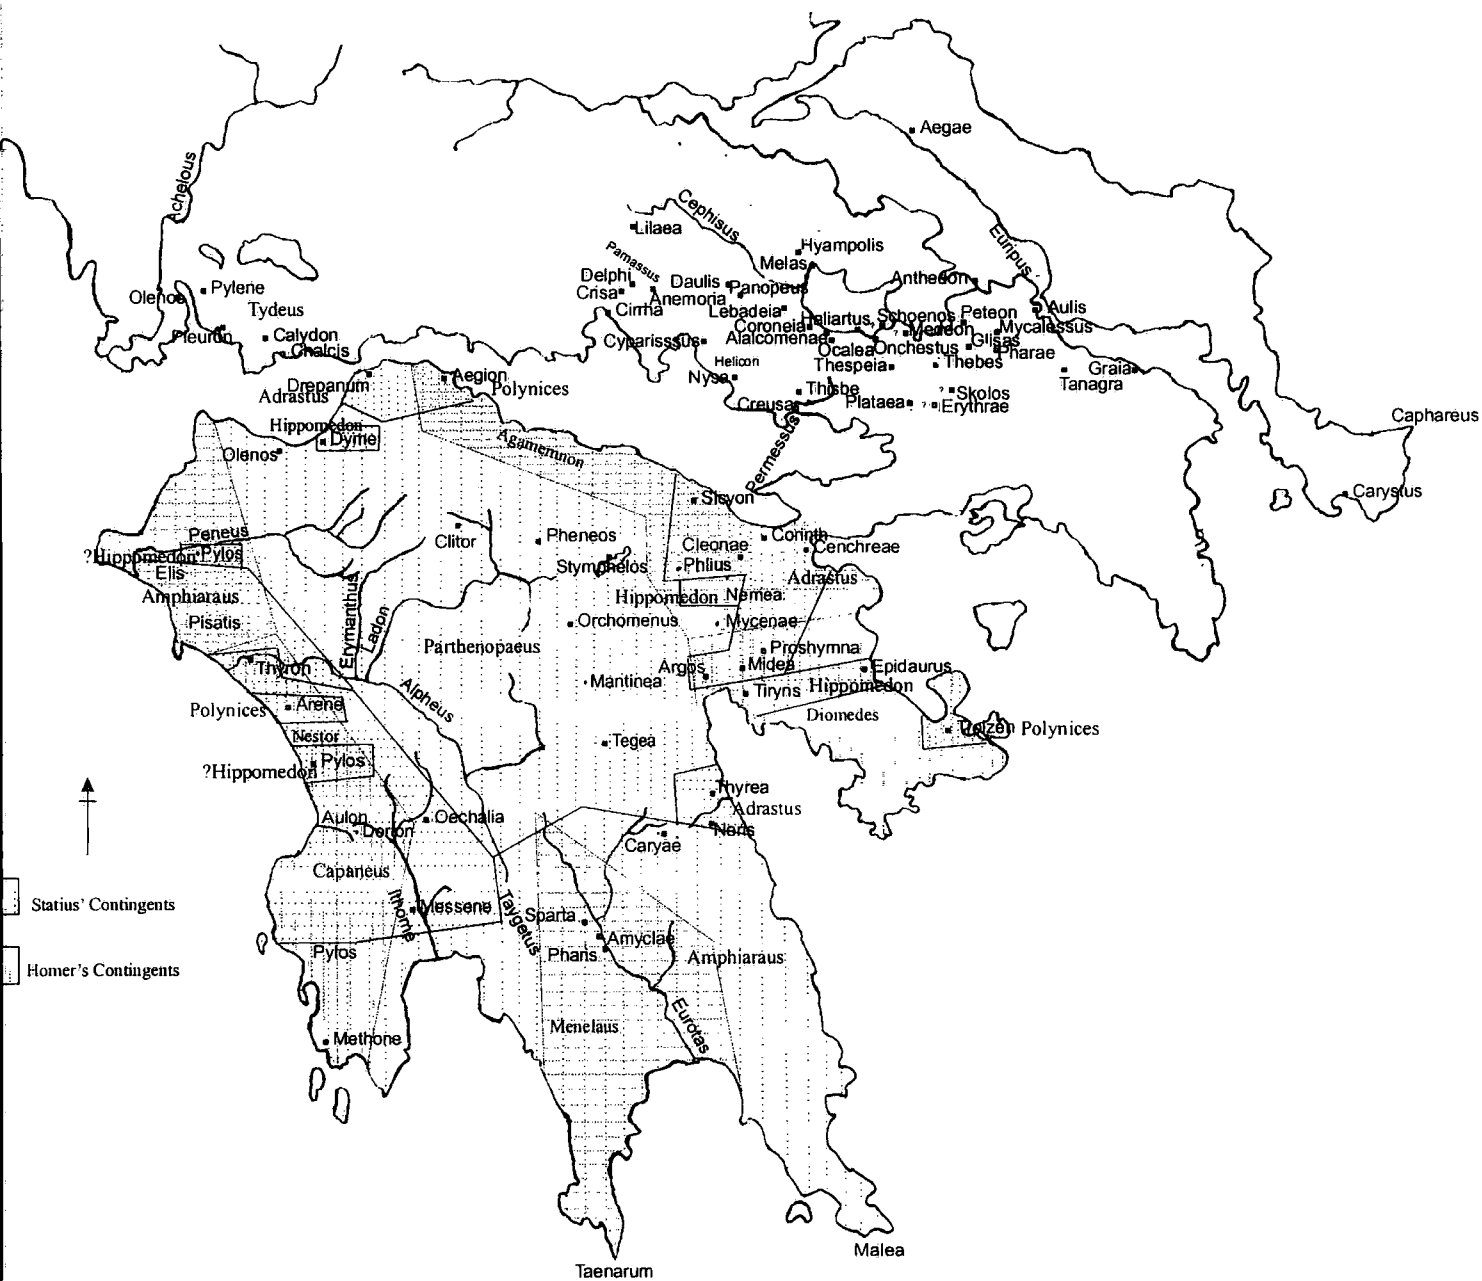 Aegae
Achelous
Cephisus
Lilaea
Euripus
Hyampolis
Parnassus
Melas
Delphi
Daulis
Panopeus
Anthedon
Crisa
Anemoria
Olenos
Pylene
Cirrha
Lebadeia
Haliartus
Schoenos
Peteon
Aulis
Tydeus
Coroneia
?
Medeon
Mycalessus
Pleuron
Calydon
Cyparisssus
Alalcomenae
Ocalea
Onchestus
Glisas
Pharae
Chalcis
Helicon
Thespeia
Thebes
Graia
Drepanum
Aegion
Nysa
Tanagra
Adrastus
Polynices
Thisbe
? Skolos
Creusa
Plataea
? Erythrae
Caphareus
Hippomedon
Dyme
Agamemnon
Permessus
Olenos
Sicyon
Carystus
Peneus
Clitor
Pheneos
Corinth
Cleonae
Cenchreae
?Hippomedon
Pylos
Stymphelos
Phlius
Elis
Adrastus
Amphiaraus
Erymanthus
Hippomedon
Nemea
Pisatis
Ladon
Orchomenus
Mycenae
Parthenopaeus
Proshymna
Thryon
Argos
Midea
Epidaurus
Mantinea
Tiryns
Hippomedon
Alpheus
Polynices
Arene
Diomedes
Nestor
Tegea
Troizen
Polynices
Pylos
?Hippomedon
Thyrea
Adrastus
Aulon
Dorion
Oechalia
Neris
Caryae
Capaneus
Ithome
Messene
Taygetus
Sparta
Statius' Contingents
Amyclae
Pylos
Pharis
Amphiaraus
Homer's Contingents
Eurotas
Menelaus
Methone
Malea
Taenarum